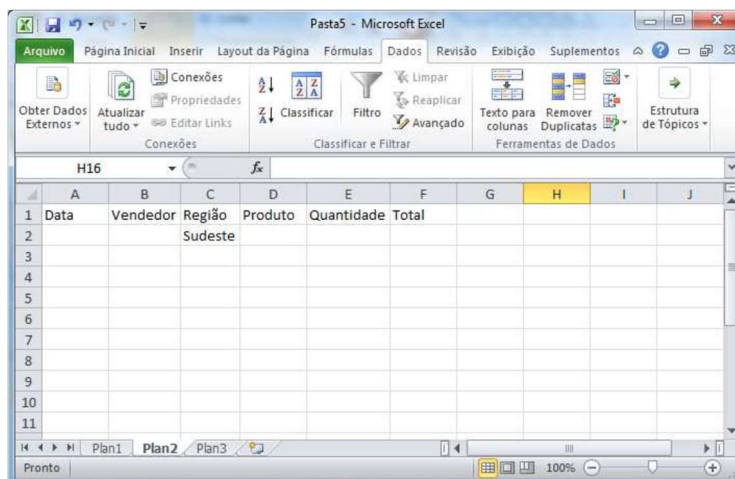 Pasta5 - Microsoft Excel
Arquivo Página Inicial Inserir Layout da Página Fórmulas Dados Revisão Exibição Suplementos
Obter Dados Externos
Atualizar tudo
Conexões
Propriedades
Editar Links
Conexões
Classificar
Filtro
Limpar
Reaplicar
Avançado
Classificar e Filtrar
Texto para colunas
Remover Duplicatas
Ferramentas de Dados
Estrutura de Tópicos
H16 fx
A B C D E F G H I J
1 Data Vendedor Região Produto Quantidade Total
2 Sudeste
3
4
5
6
7
8
9
10
11
Plan1 Plan2 Plan3
Pronto 100%